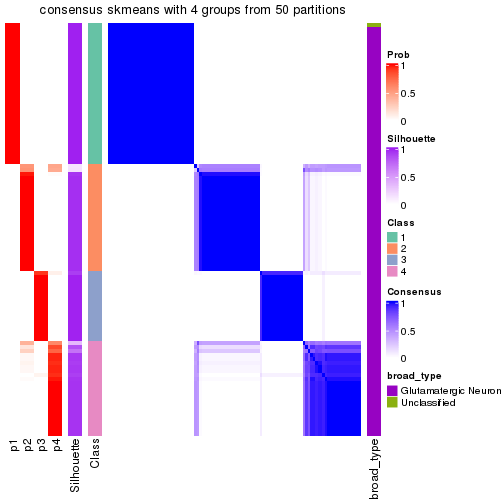 consensus skmeans with 4 groups from 50 partitions
Prob
1
0.5
0
Silhouette
1
0.5
0
Class
1
2
3
4
Consensus
1
0.5
0
broad_type
Glutamatergic Neuron
Unclassified
p1
p2
p3
p4
Silhouette
Class
broad_type